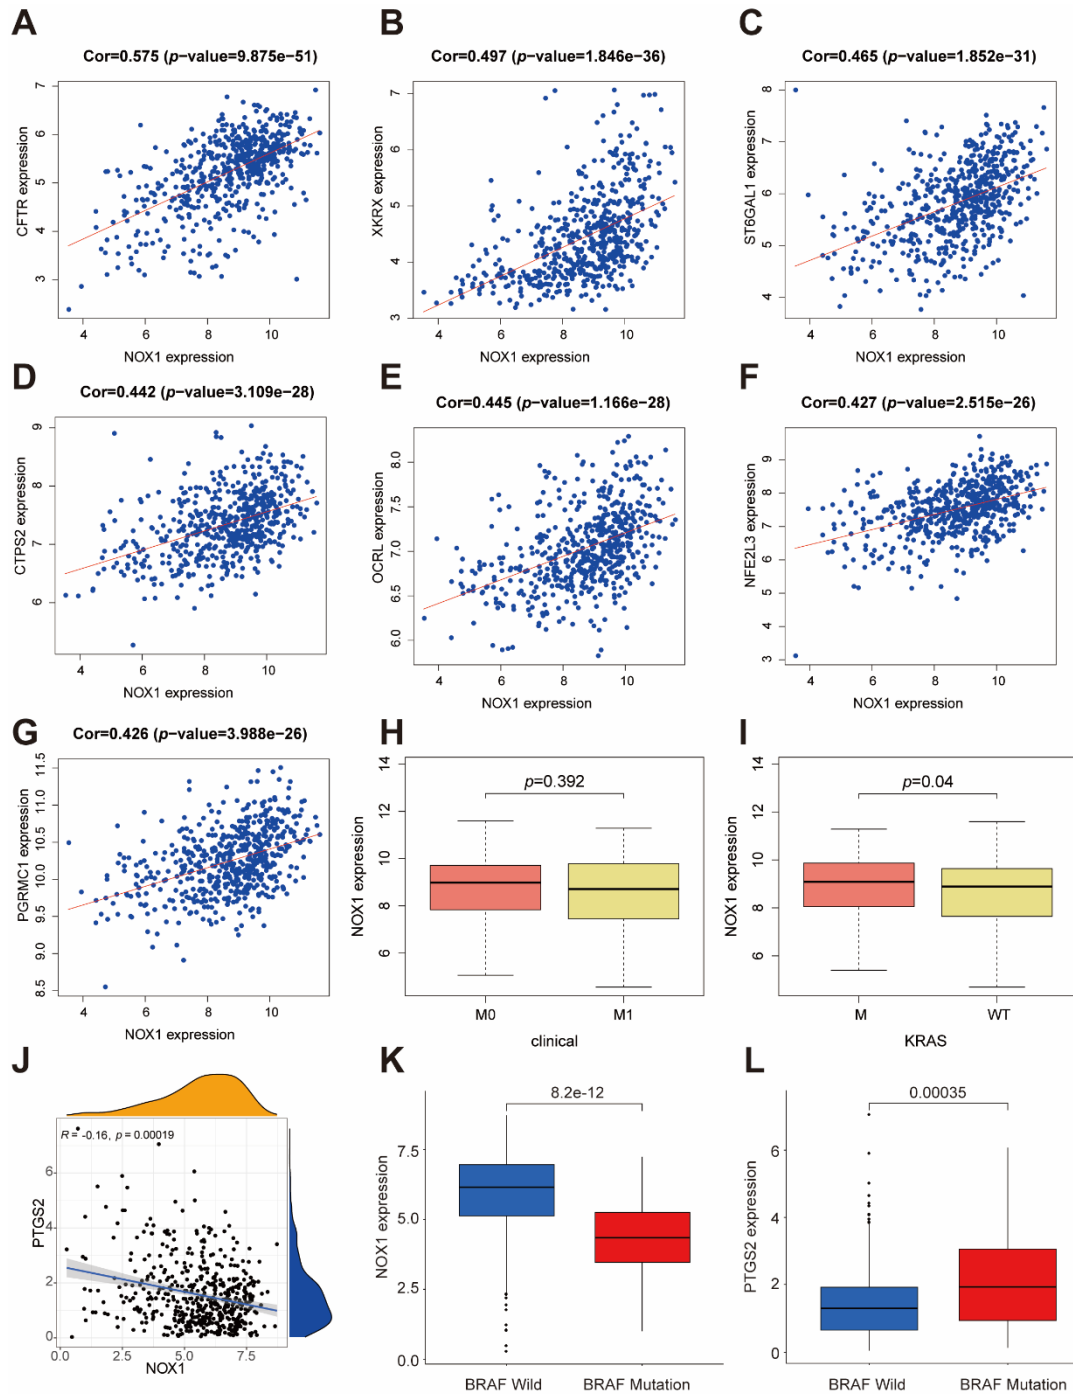 A
Cor=0.575 (p−value=9.875e−51)
7
6
5
4
3
CFTR expression
4 6 8 10
NOX1 expression
B
Cor=0.497 (p−value=1.846e−36)
7
6
5
4
3
XKRX expression
4 6 8 10
NOX1 expression
C
Cor=0.465 (p−value=1.852e−31)
8
7
6
5
4
ST6GAL1 expression
4 6 8 10
NOX1 expression
D
Cor=0.442 (p−value=3.109e−28)
9
8
7
6
CTPS2 expression
4 6 8 10
NOX1 expression
E
Cor=0.445 (p−value=1.166e−28)
8.0
7.5
7.0
6.5
6.0
OCRL expression
4 6 8 10
NOX1 expression
F
Cor=0.427 (p−value=2.515e−26)
9
8
7
6
5
4
3
NFE2L3 expression
4 6 8 10
NOX1 expression
G
Cor=0.426 (p−value=3.988e−26)
11.5
11.0
10.5
10.0
9.5
9.0
8.5
PGRMC1 expression
4 6 8 10
NOX1 expression
H
p=0.392
14
12
10
8
6
NOX1 expression
M0 M1
clinical
I
p=0.04
14
12
10
8
6
NOX1 expression
M WT
KRAS
J
R = -0.16, p = 0.00019
6
4
2
0
PTGS2
0.0 2.5 5.0 7.5
NOX1
K
8.2e-12
7.5
5.0
2.5
0.0
NOX1 expression
BRAF Wild BRAF Mutation
L
0.00035
6
4
2
0
PTGS2 expression
BRAF Wild BRAF Mutation